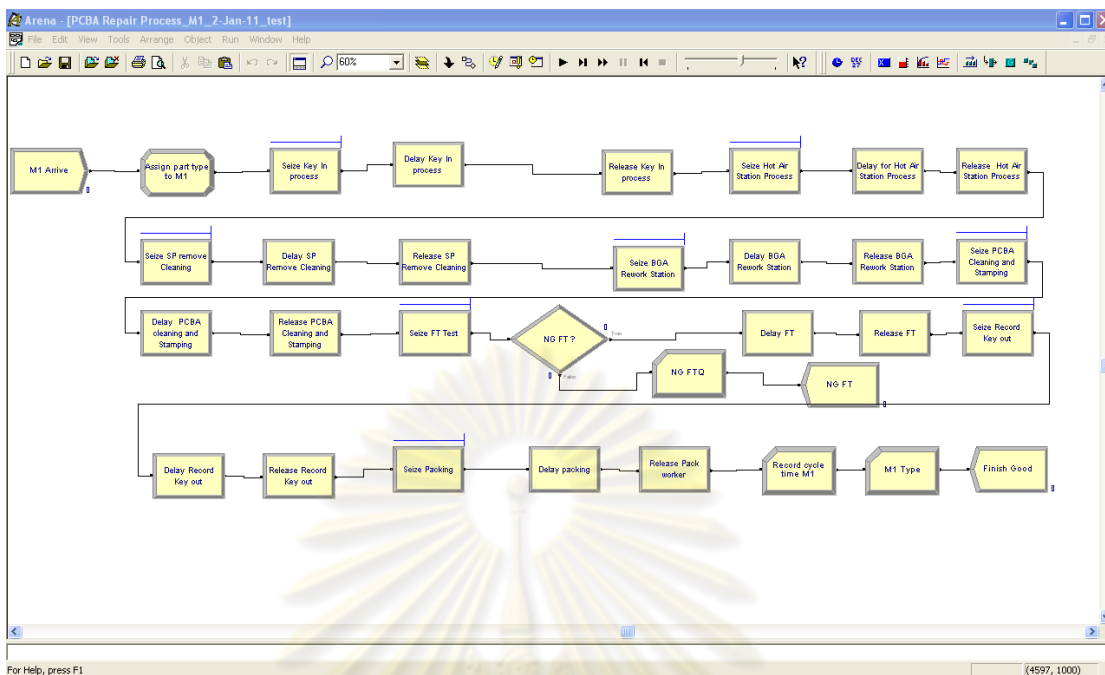 Arena - [PCBA Repair Process_M1_2-Jan-11_test]
File Edit View Tools Arrange Object Run Window Help
60%
M1 Arrive
Assign part type
to M1
Seize Key In
process
Delay Key In
process
Release Key In
process
Seize Hot Air
Station Process
Delay for Hot Air
Station Process
Release Hot Air
Station Process
Seize SP remove
Cleaning
Delay SP
Remove Cleaning
Release SP
Remove Cleaning
Seize BGA
Rework Station
Delay BGA
Rework Station
Release BGA
Rework Station
Seize PCBA
Cleaning and
Stamping
Delay PCBA
cleaning and
Stamping
Release PCBA
Cleaning and
Stamping
Seize FT Test
NG FT?
True
False
Delay FT
Release FT
Seize Record
Key out
NG FTQ
NG FT
Delay Record
Key out
Release Record
Key out
Seize Packing
Delay packing
Release Pack
worker
Record cycle
time M1
M1 Type
Finish Good
For Help, press F1
(4597, 1000)